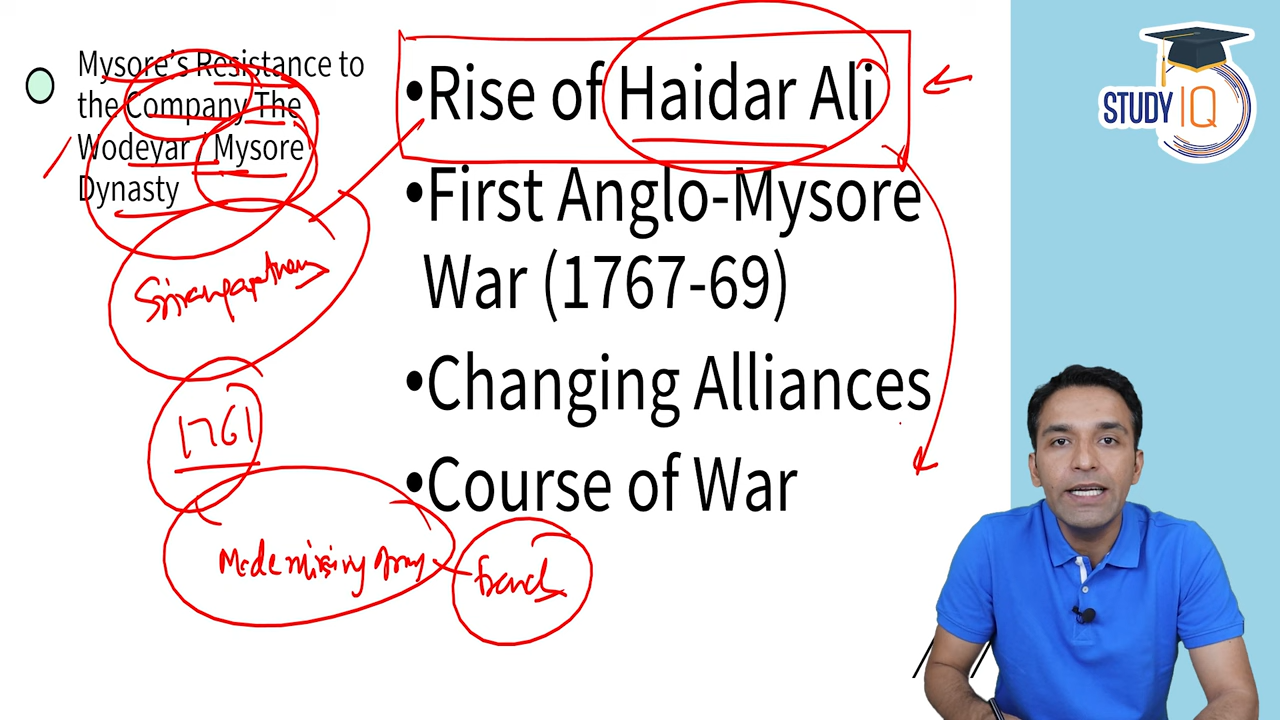 Mysore's Resistance to
the Company The
Wodeyar / Mysore
Dynasty
•Rise of Haidar Ali
•First Anglo-Mysore
War (1767-69)
•Changing Alliances
•Course of War
1761
Modernising Army
French
STUDY IQ